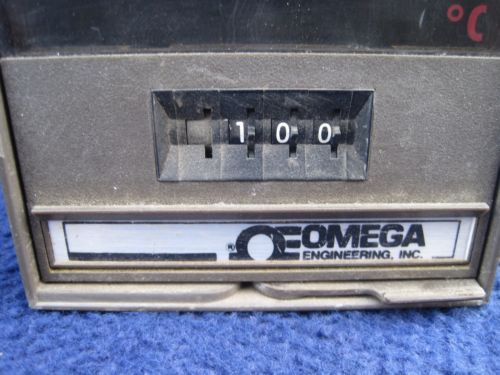 °C
100
® OMEGA
ENGINEERING, INC.